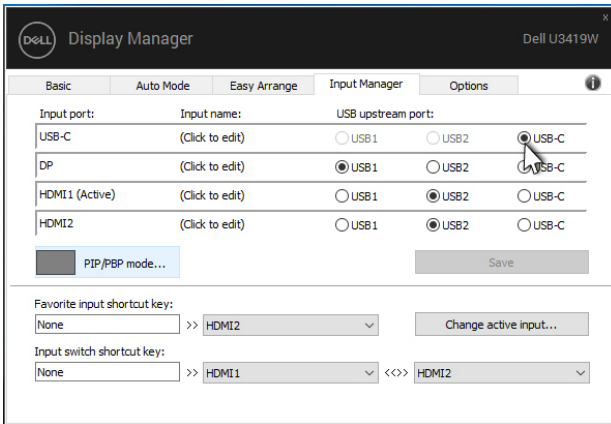 DELL Display Manager Dell U3419W
Basic Auto Mode Easy Arrange Input Manager Options
Input port: Input name: USB upstream port:
USB-C (Click to edit) USB1 USB2 USB-C
DP (Click to edit) USB1 USB2 USB-C
HDMI1 (Active) (Click to edit) USB1 USB2 USB-C
HDMI2 (Click to edit) USB1 USB2 USB-C
PIP/PBP mode... Save
Favorite input shortcut key:
None >> HDMI2 Change active input...
Input switch shortcut key:
None >> HDMI1 <<>> HDMI2